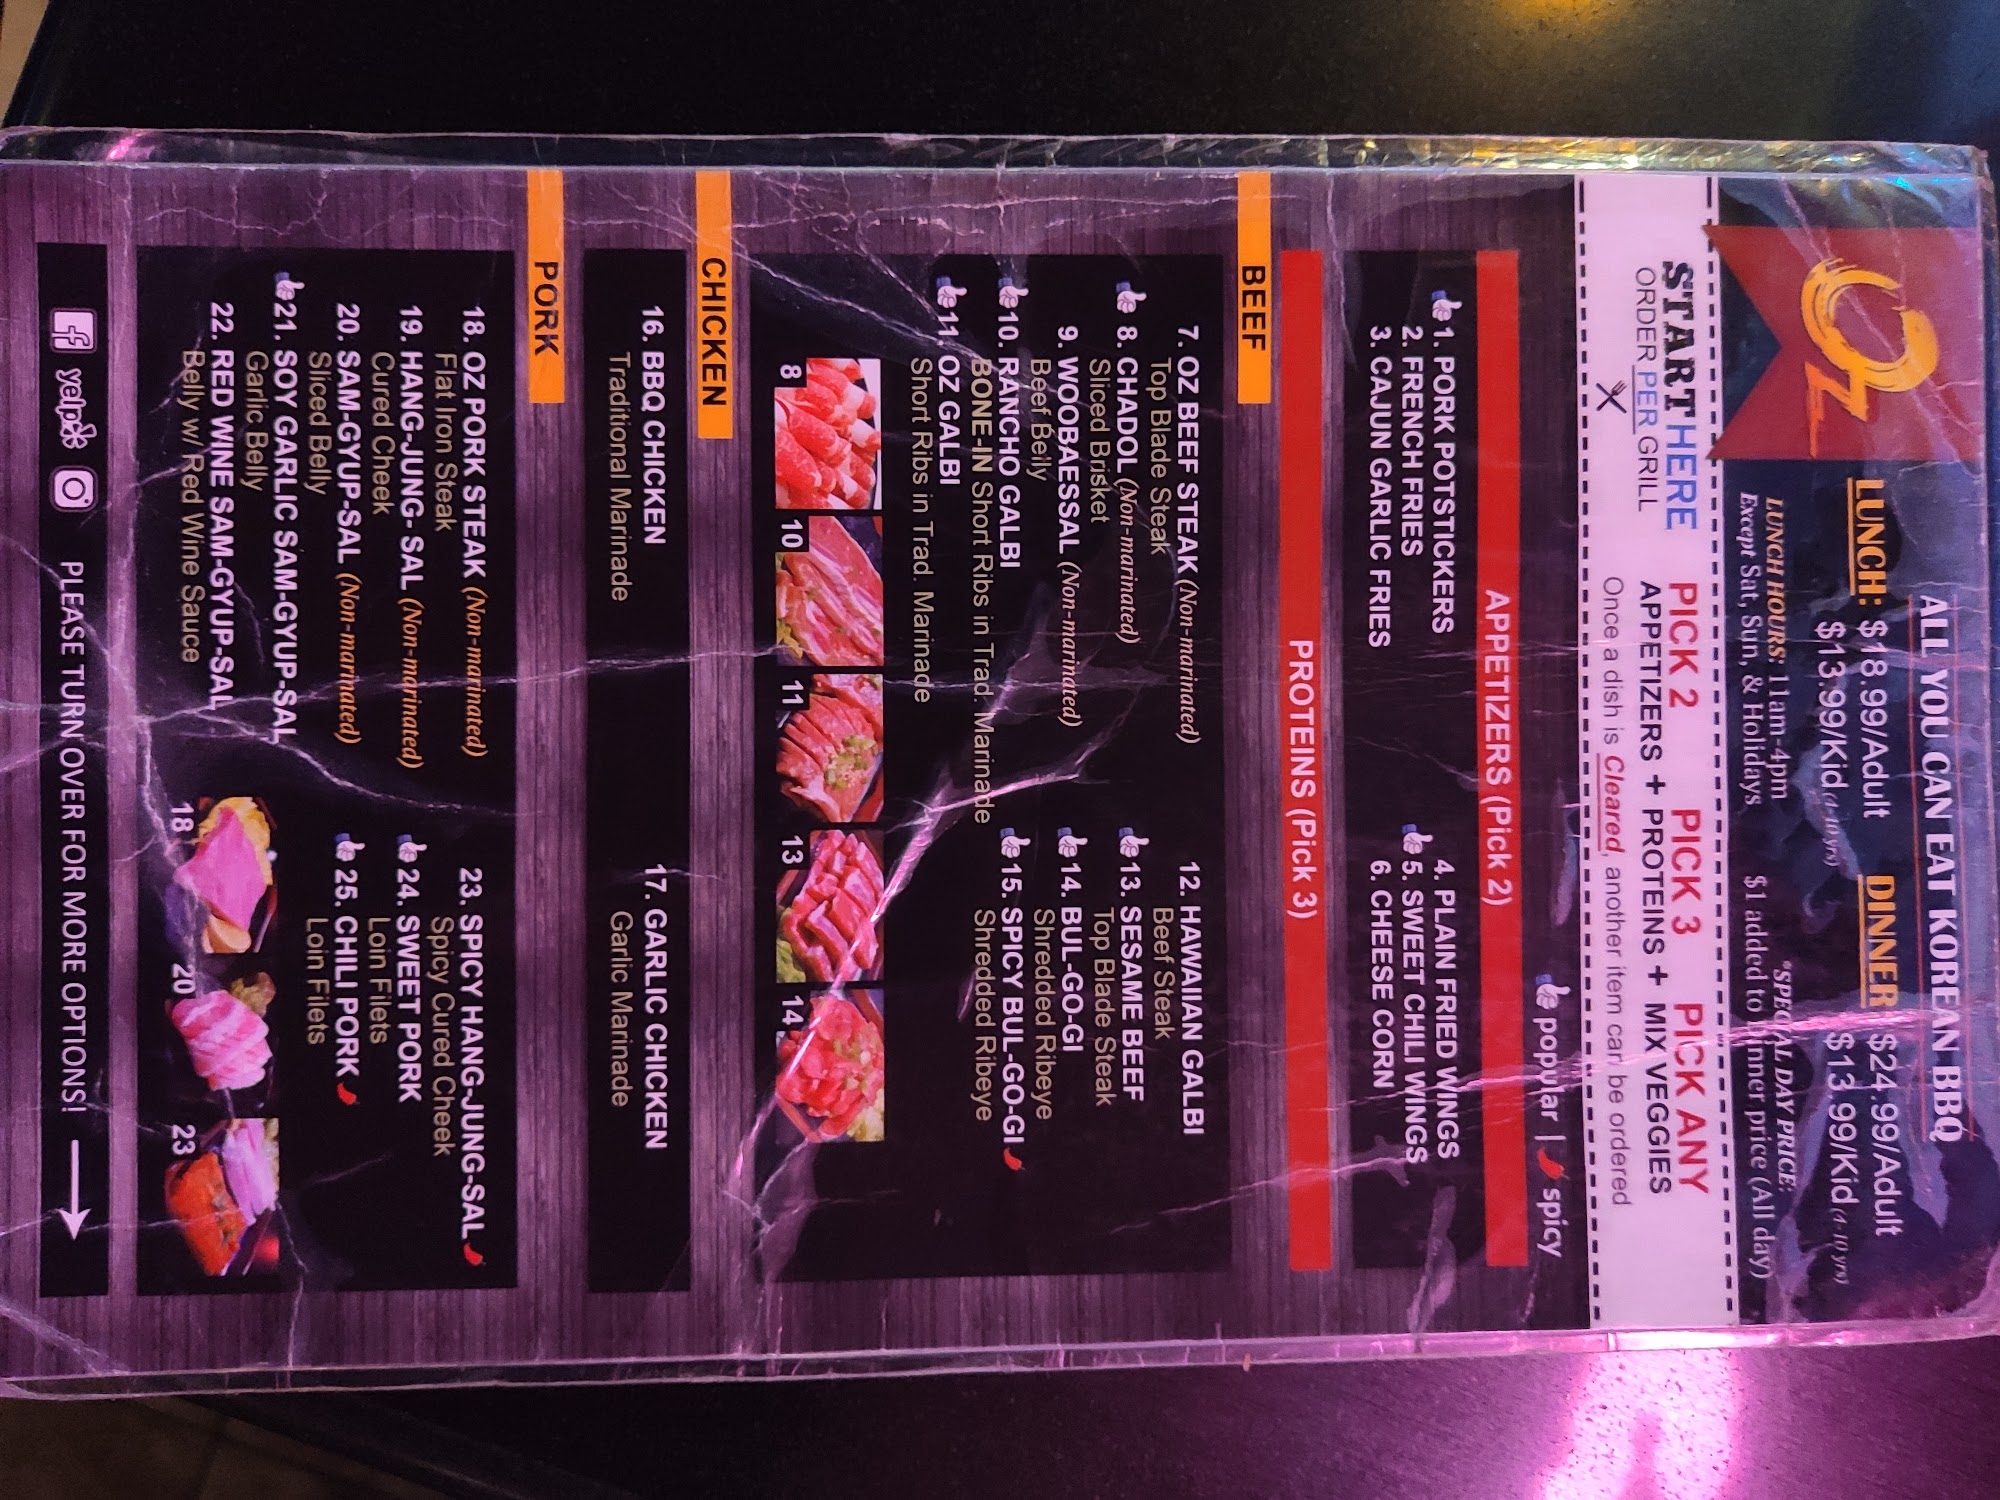 OZ
ALL YOU CAN EAT KOREAN BBQ
LUNCH: $18.99/Adult
$13.99/Kid (4-10yrs)
DINNER $24.99/Adult
$13.99/Kid (4-10yrs)
LUNCH HOURS: 11am-4pm
Except Sat, Sun, & Holidays
*SPECIAL DAY PRICE:
$1 added to dinner price (All day)
START HERE
ORDER PER GRILL
PICK 2 PICK 3 PICK ANY
APPETIZERS + PROTEINS + MIX VEGGIES
Once a dish is Cleared, another item can be ordered
popular | spicy
APPETIZERS (Pick 2)
1. PORK POTSTICKERS
2. FRENCH FRIES
3. CAJUN GARLIC FRIES
4. PLAIN FRIED WINGS
5. SWEET CHILI WINGS
6. CHEESE CORN
PROTEINS (Pick 3)
BEEF
7. OZ BEEF STEAK (Non-marinated)
Top Blade Steak
8. CHADOL (Non-marinated)
Sliced Brisket
9. WOOBAESSAL (Non-marinated)
Beef Belly
10. RANCHO GALBI
BONE-IN Short Ribs in Trad. Marinade
11. OZ GALBI
Short Ribs in Trad. Marinade
12. HAWAIIAN GALBI
Beef Steak
13. SESAME BEEF
Top Blade Steak
14. BUL-GO-GI
Shredded Ribeye
15. SPICY BUL-GO-GI
Shredded Ribeye
8 10 11 13 14
CHICKEN
16. BBQ CHICKEN
Traditional Marinade
17. GARLIC CHICKEN
Garlic Marinade
PORK
18. OZ PORK STEAK (Non-marinated)
Flat Iron Steak
19. HANG-JUNG- SAL (Non-marinated)
Cured Cheek
20. SAM-GYUP-SAL (Non-marinated)
Sliced Belly
21. SOY GARLIC SAM-GYUP-SAL
Garlic Belly
22. RED WINE SAM-GYUP-SAL
Belly w/ Red Wine Sauce
23. SPICY HANG-JUNG-SAL
Spicy Cured Cheek
24. SWEET PORK
Loin Filets
25. CHILI PORK
Loin Filets
18 20 23
f yelp PLEASE TURN OVER FOR MORE OPTIONS!